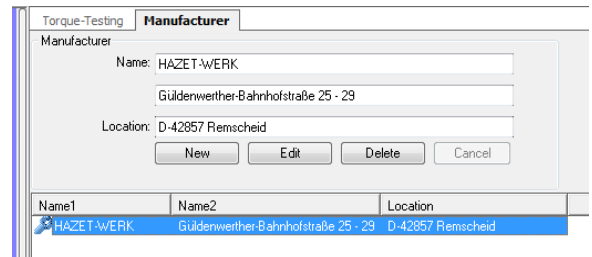 Torque-Testing Manufacturer
Manufacturer
Name: HAZET-WERK
Güldenwerther-Bahnhofstraße 25 - 29
Location: D-42857 Remscheid
New Edit Delete Cancel
Name1 Name2 Location
HAZET-WERK Güldenwerther-Bahnhofstraße 25 - 29 D-42857 Remscheid